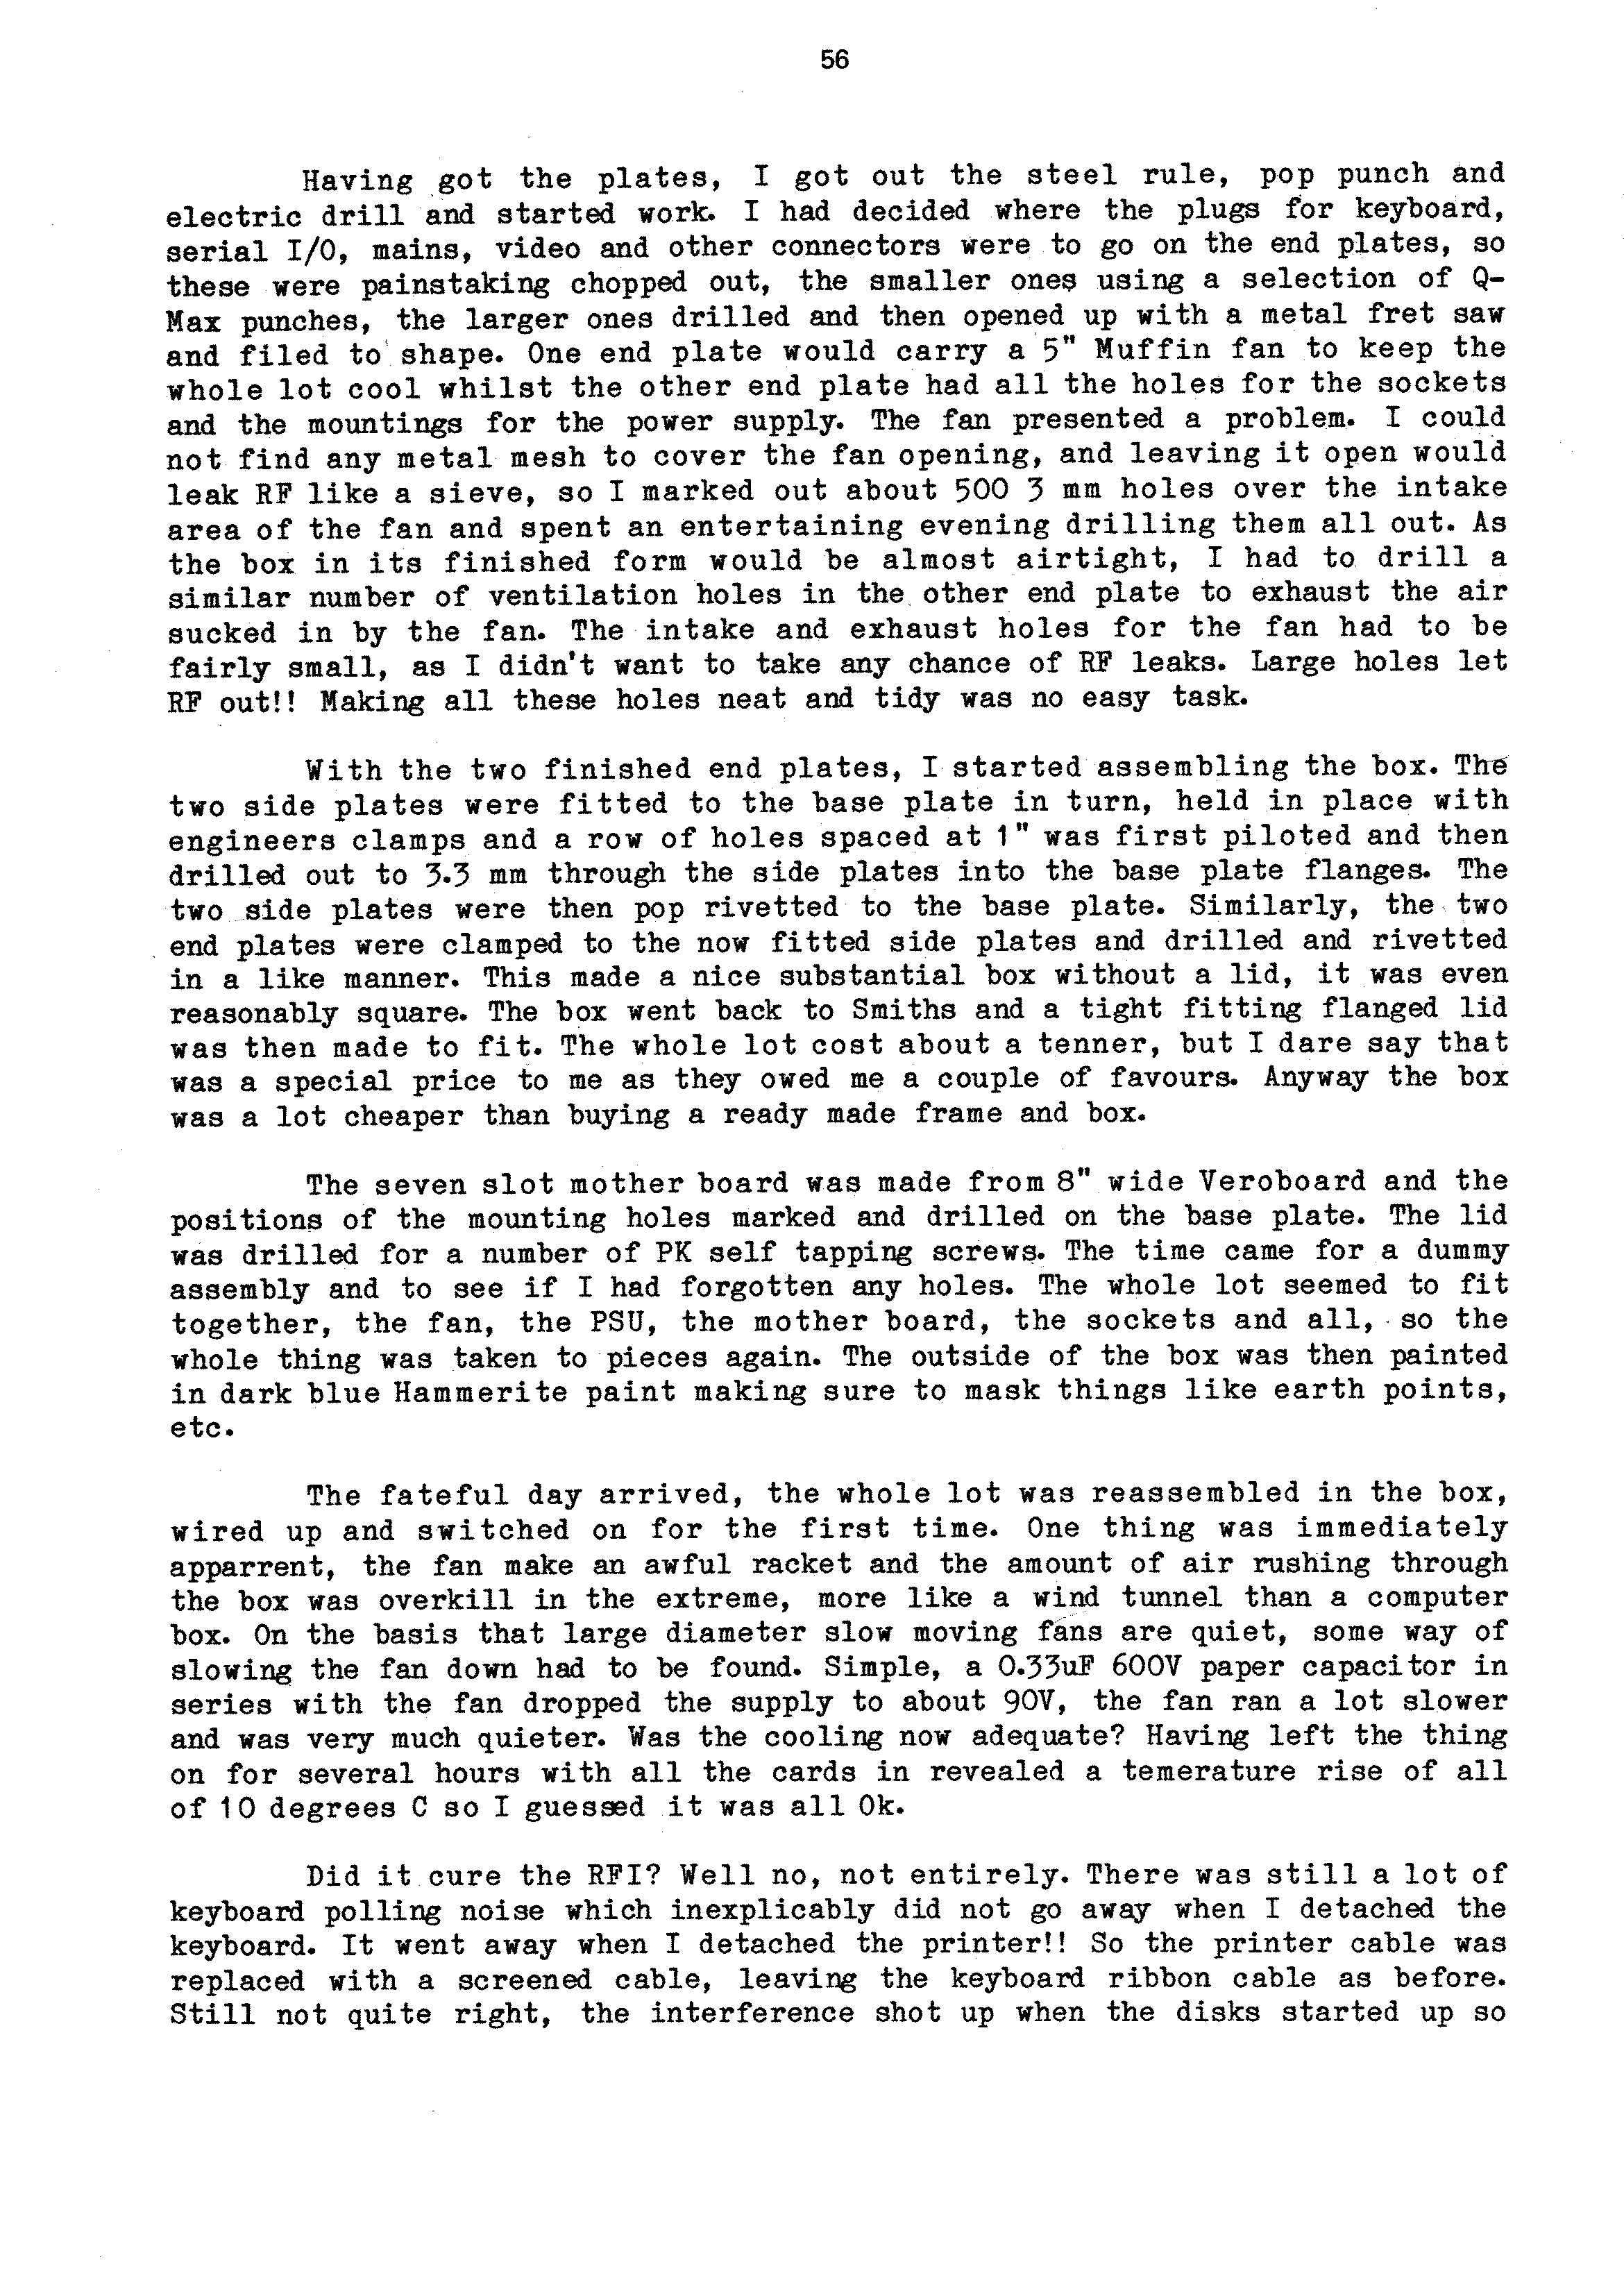 56
Having got the plates, I got out the steel rule, pop punch and
electric drill and started work. I had decided where the plugs for keyboard,
serial I/O, mains, video and other connectors were to go on the end plates, so
these were painstaking chopped out, the smaller ones using a selection of Q-
Max punches, the larger ones drilled and then opened up with a metal fret saw
and filed to shape. One end plate would carry a 5" Muffin fan to keep the
whole lot cool whilst the other end plate had all the holes for the sockets
and the mountings for the power supply. The fan presented a problem. I could
not find any metal mesh to cover the fan opening, and leaving it open would
leak RF like a sieve, so I marked out about 500 3 mm holes over the intake
area of the fan and spent an entertaining evening drilling them all out. As
the box in its finished form would be almost airtight, I had to drill a
similar number of ventilation holes in the other end plate to exhaust the air
sucked in by the fan. The intake and exhaust holes for the fan had to be
fairly small, as I didn't want to take any chance of RF leaks. Large holes let
RF out!! Making all these holes neat and tidy was no easy task.
With the two finished end plates, I started assembling the box. The
two side plates were fitted to the base plate in turn, held in place with
engineers clamps and a row of holes spaced at 1" was first piloted and then
drilled out to 3.3 mm through the side plates into the base plate flanges. The
two side plates were then pop rivetted to the base plate. Similarly, the two
end plates were clamped to the now fitted side plates and drilled and rivetted
in a like manner. This made a nice substantial box without a lid, it was even
reasonably square. The box went back to Smiths and a tight fitting flanged lid
was then made to fit. The whole lot cost about a tenner, but I dare say that
was a special price to me as they owed me a couple of favours. Anyway the box
was a lot cheaper than buying a ready made frame and box.
The seven slot mother board was made from 8" wide Veroboard and the
positions of the mounting holes marked and drilled on the base plate. The lid
was drilled for a number of PK self tapping screws. The time came for a dummy
assembly and to see if I had forgotten any holes. The whole lot seemed to fit
together, the fan, the PSU, the mother board, the sockets and all, so the
whole thing was taken to pieces again. The outside of the box was then painted
in dark blue Hammerite paint making sure to mask things like earth points,
etc.
The fateful day arrived, the whole lot was reassembled in the box,
wired up and switched on for the first time. One thing was immediately
apparrent, the fan make an awful racket and the amount of air rushing through
the box was overkill in the extreme, more like a wind tunnel than a computer
box. On the basis that large diameter slow moving fans are quiet, some way of
slowing the fan down had to be found. Simple, a 0.33uF 600V paper capacitor in
series with the fan dropped the supply to about 90V, the fan ran a lot slower
and was very much quieter. Was the cooling now adequate? Having left the thing
on for several hours with all the cards in revealed a temerature rise of all
of 10 degrees C so I guessed it was all Ok.
Did it cure the RFI? Well no, not entirely. There was still a lot of
keyboard polling noise which inexplicably did not go away when I detached the
keyboard. It went away when I detached the printer!! So the printer cable was
replaced with a screened cable, leaving the keyboard ribbon cable as before.
Still not quite right, the interference shot up when the disks started up so